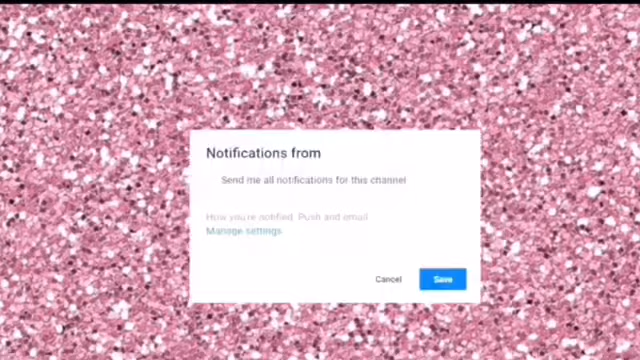 Notifications from
Send me all notifications for this channel
How you're notified: Push and email
Manage settings
Cancel
Save